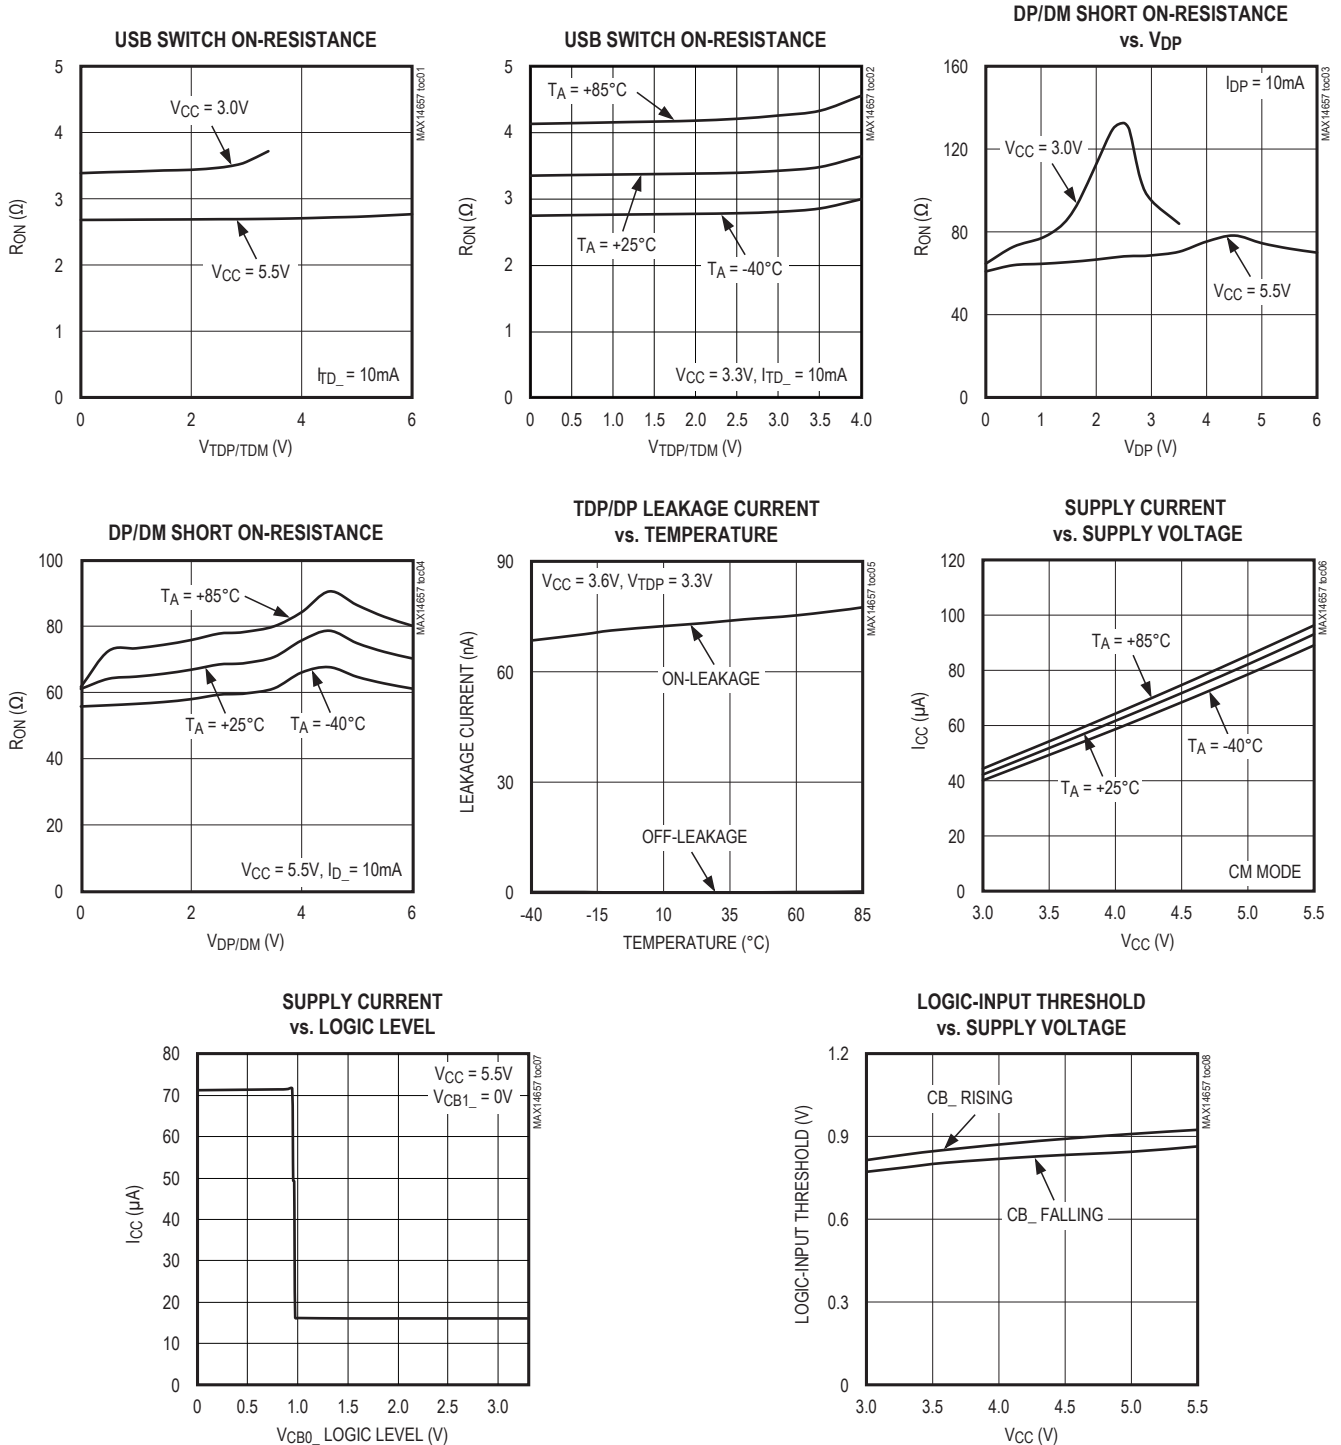 USB SWITCH ON-RESISTANCE
5
4
3
2
1
0
RON (Ω)
VCC = 3.0V
VCC = 5.5V
ITD_ = 10mA
0 2 4 6
VTDP/TDM (V)
MAX14657 toc01
USB SWITCH ON-RESISTANCE
5
4
3
2
1
0
RON (Ω)
TA = +85°C
TA = +25°C
TA = -40°C
VCC = 3.3V, ITD_ = 10mA
0 0.5 1.0 1.5 2.0 2.5 3.0 3.5 4.0
VTDP/TDM (V)
MAX14657 toc02
DP/DM SHORT ON-RESISTANCE
vs. VDP
160
120
80
40
0
RON (Ω)
IDP = 10mA
VCC = 3.0V
VCC = 5.5V
0 1 2 3 4 5 6
VDP (V)
MAX14657 toc03
DP/DM SHORT ON-RESISTANCE
100
80
60
40
20
0
RON (Ω)
TA = +85°C
TA = +25°C
TA = -40°C
VCC = 5.5V, ID_ = 10mA
0 2 4 6
VDP/DM (V)
MAX14657 toc04
TDP/DP LEAKAGE CURRENT
vs. TEMPERATURE
90
60
30
0
LEAKAGE CURRENT (nA)
VCC = 3.6V, VTDP = 3.3V
ON-LEAKAGE
OFF-LEAKAGE
-40 -15 10 35 60 85
TEMPERATURE (°C)
MAX14657 toc05
SUPPLY CURRENT
vs. SUPPLY VOLTAGE
120
100
80
60
40
20
0
ICC (µA)
TA = +85°C
TA = -40°C
TA = +25°C
CM MODE
3.0 3.5 4.0 4.5 5.0 5.5
VCC (V)
MAX14657 toc06
SUPPLY CURRENT
vs. LOGIC LEVEL
80
70
60
50
40
30
20
10
0
ICC (µA)
VCC = 5.5V
VCB1_ = 0V
0 0.5 1.0 1.5 2.0 2.5 3.0
VCB0_ LOGIC LEVEL (V)
MAX14657 toc07
LOGIC-INPUT THRESHOLD
vs. SUPPLY VOLTAGE
1.2
0.9
0.6
0.3
0
LOGIC-INPUT THRESHOLD (V)
CB_ RISING
CB_ FALLING
3.0 3.5 4.0 4.5 5.0 5.5
VCC (V)
MAX14657 toc08